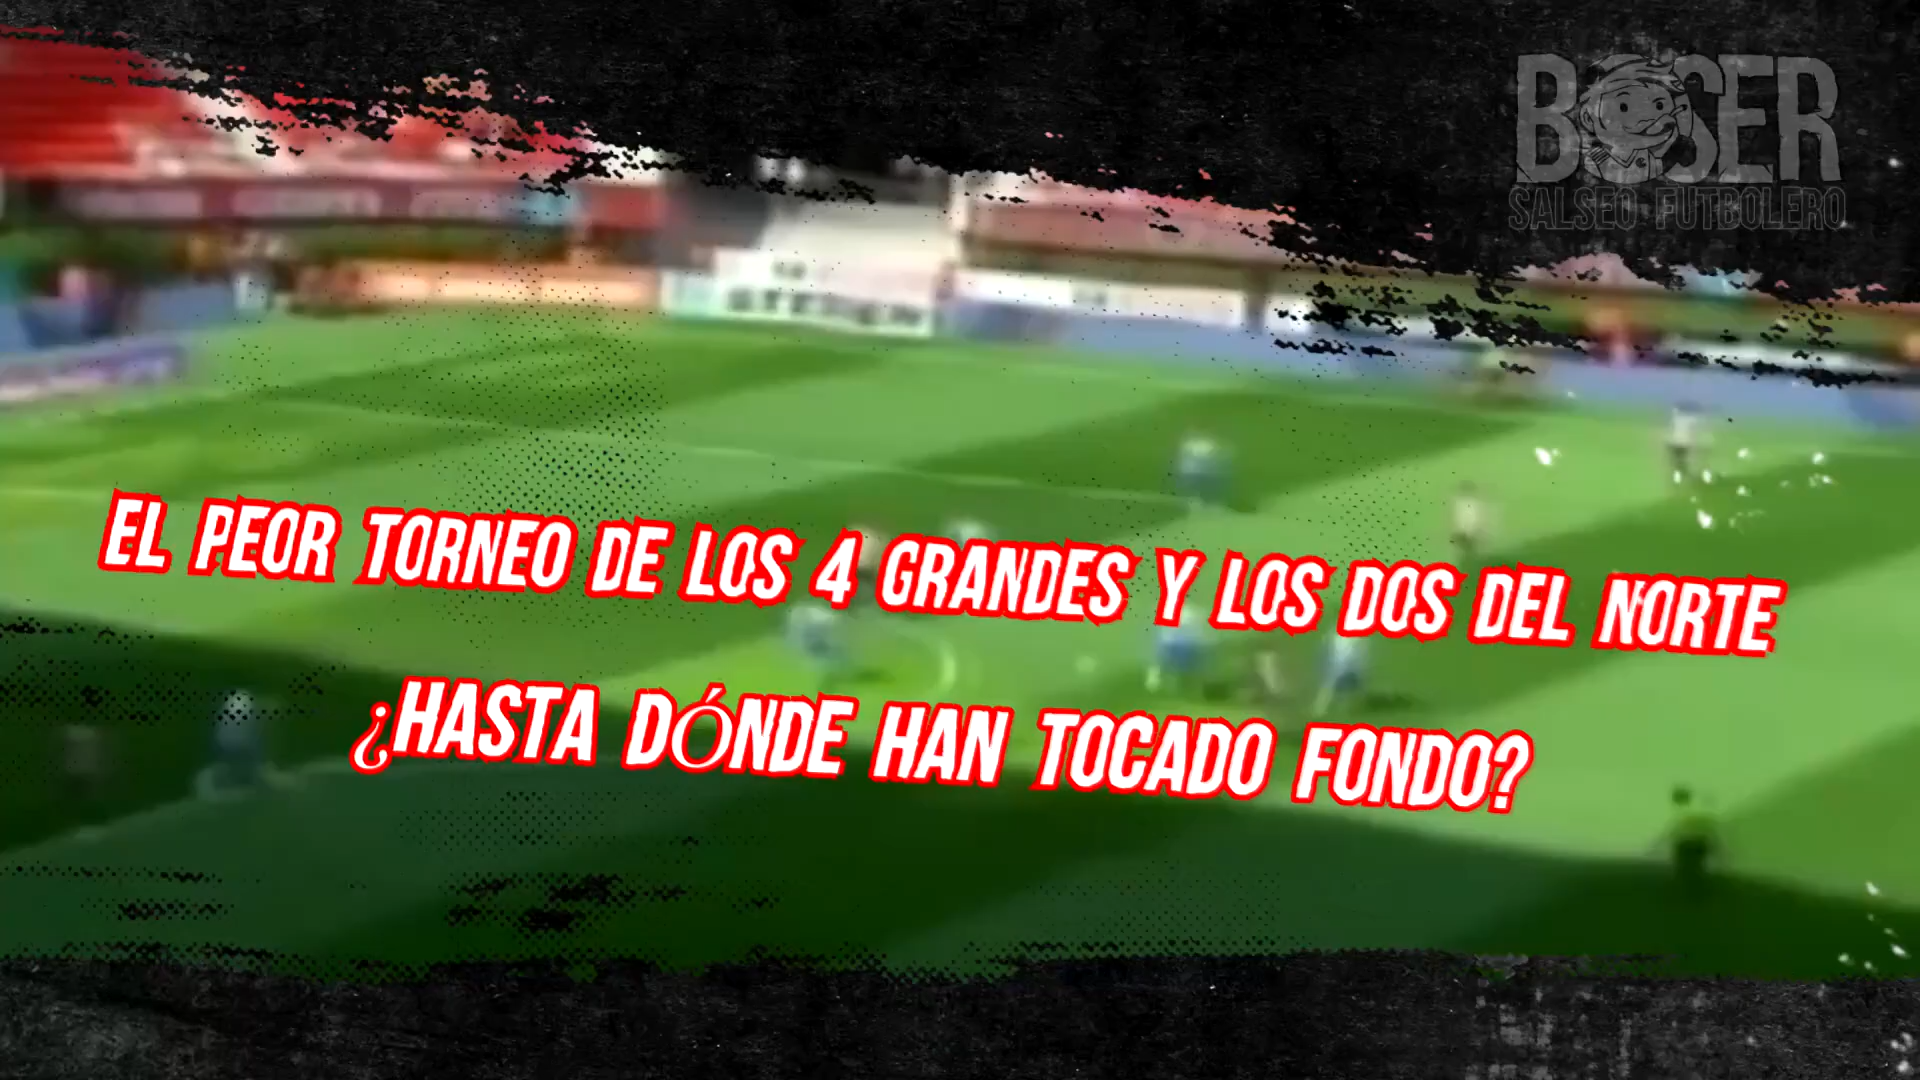 BOSER
SALSEO FUTBOLERO
EL PEOR TORNEO DE LOS 4 GRANDES Y LOS DOS DEL NORTE
¿HASTA DÓNDE HAN TOCADO FONDO?